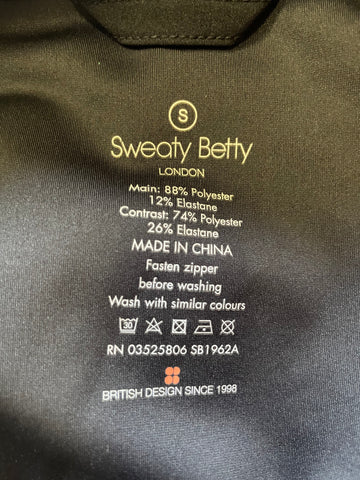 S
Sweaty Betty
LONDON
Main: 88% Polyester
12% Elastane
Contrast: 74% Polyester
26% Elastane
MADE IN CHINA
Fasten zipper
before washing
Wash with similar colours
30
RN 03525806 SB1962A
BRITISH DESIGN SINCE 1998